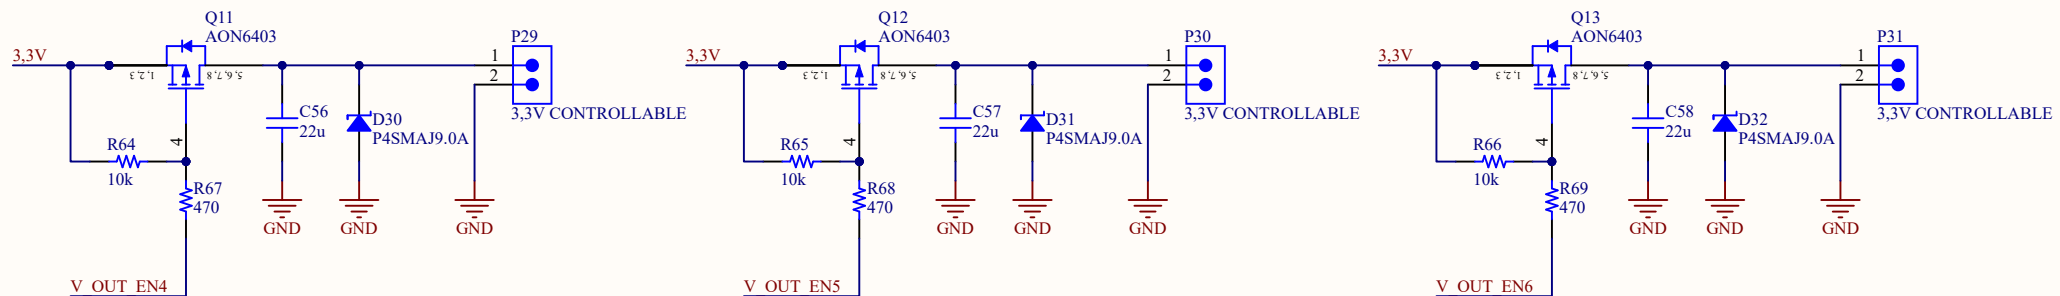 Q11
AON6403
3,3V
1, 2, 3
5, 6, 7, 8
4
P29
1
2
3,3V CONTROLLABLE
C56
22u
D30
P4SMAJ9.0A
R64
10k
R67
470
GND
GND
GND
V_OUT_EN4
Q12
AON6403
3,3V
1, 2, 3
5, 6, 7, 8
4
P30
1
2
3,3V CONTROLLABLE
C57
22u
D31
P4SMAJ9.0A
R65
10k
R68
470
GND
GND
GND
V_OUT_EN5
Q13
AON6403
3,3V
1, 2, 3
5, 6, 7, 8
4
P31
1
2
3,3V CONTROLLABLE
C58
22u
D32
P4SMAJ9.0A
R66
10k
R69
470
GND
GND
GND
V_OUT_EN6